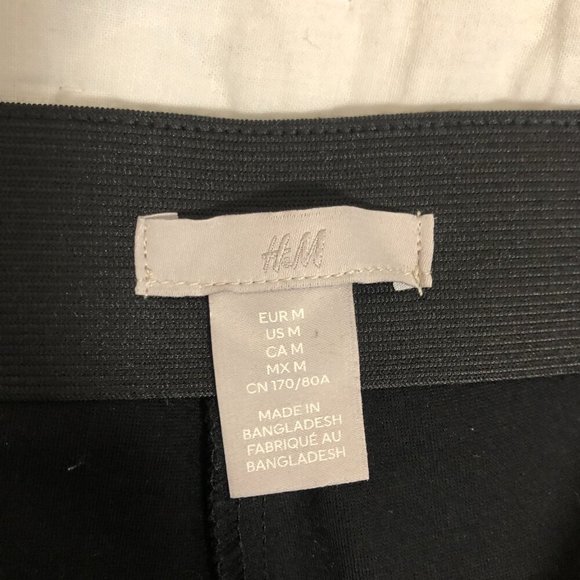 H&M
EUR M
US M
CA M
MX M
CN 170/80A
MADE IN
BANGLADESH
FABRIQUÉ AU
BANGLADESH